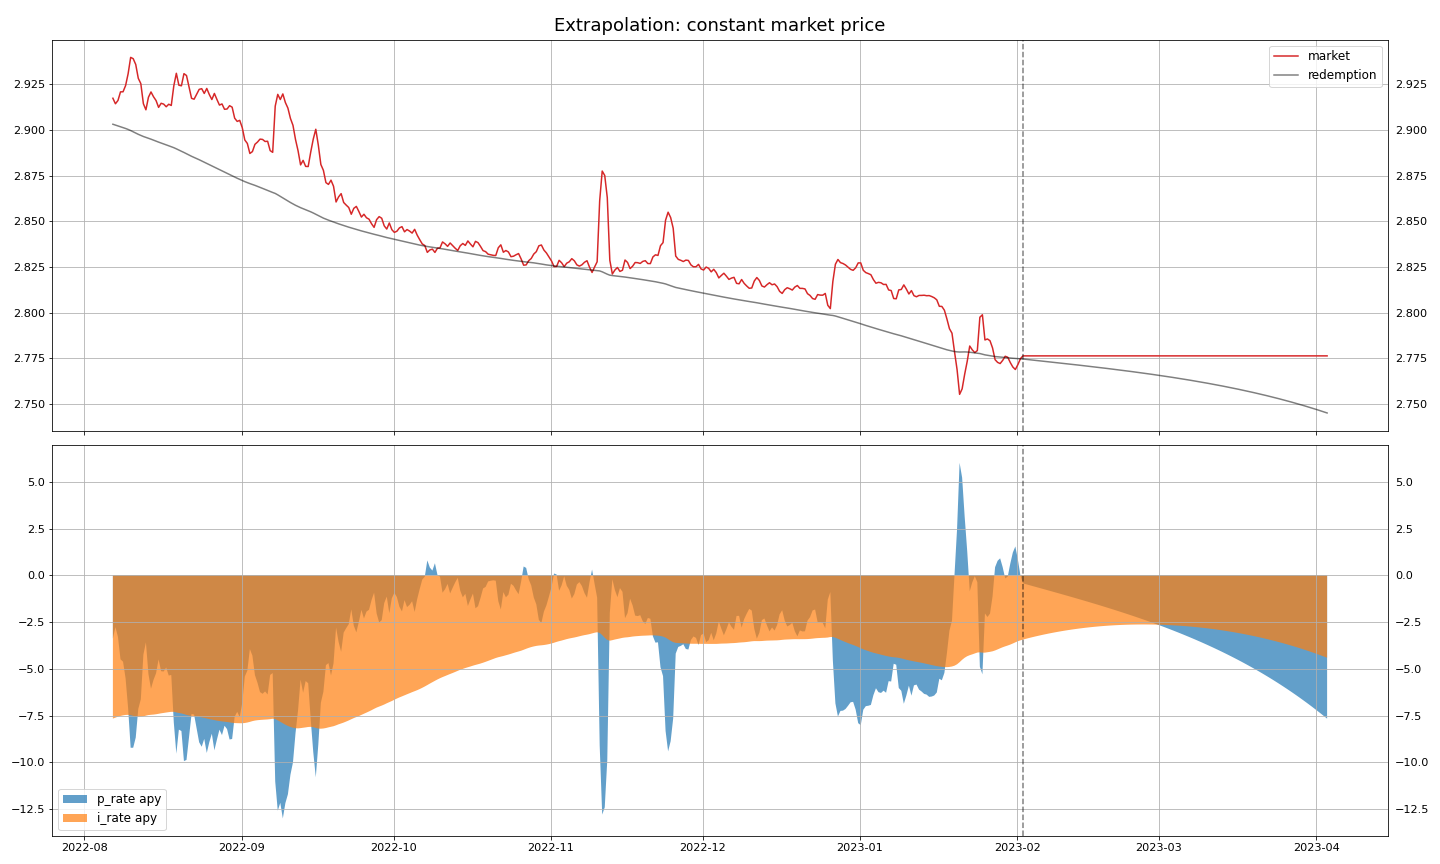 Extrapolation: constant market price
market
redemption
2.925 2.925
2.900 2.900
2.875 2.875
2.850 2.850
2.825 2.825
2.800 2.800
2.775 2.775
2.750 2.750
5.0 5.0
2.5 2.5
0.0 0.0
−2.5 −2.5
−5.0 −5.0
−7.5 −7.5
−10.0 −10.0
−12.5 −12.5
p_rate apy
i_rate apy
2022-08 2022-09 2022-10 2022-11 2022-12 2023-01 2023-02 2023-03 2023-04